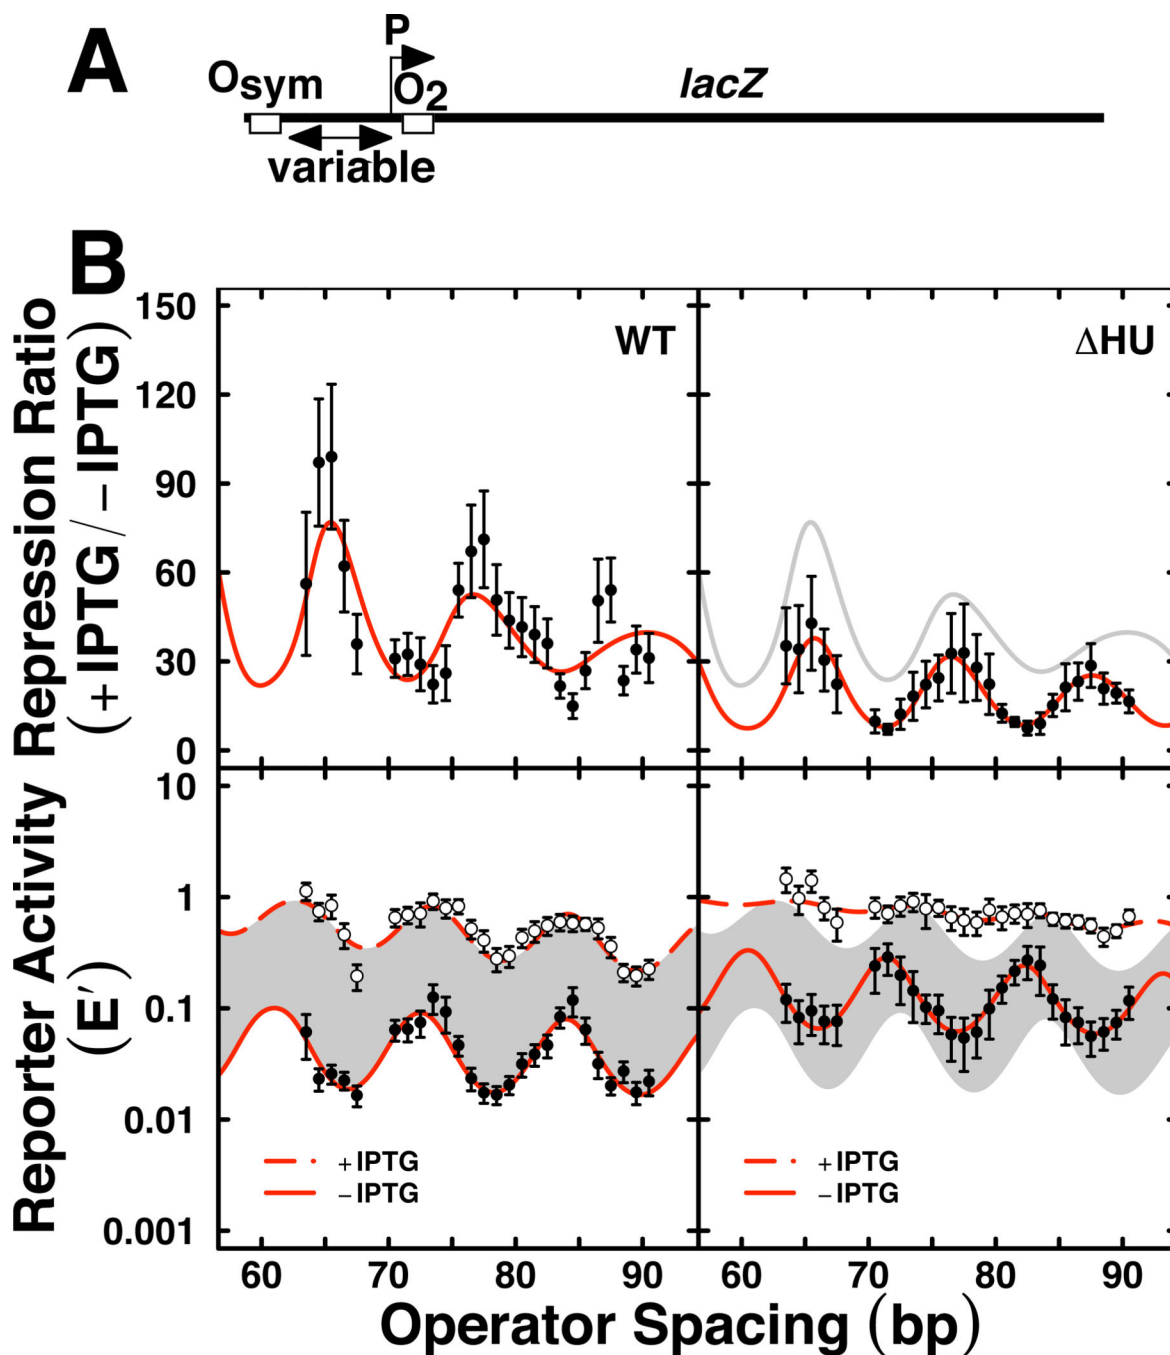 A
P
Osym
O2
lacZ
variable
B
Repression Ratio
(+IPTG/−IPTG)
150
120
90
60
30
0
WT
ΔHU
Reporter Activity
(E′)
10
1
0.1
0.01
0.001
+IPTG
−IPTG
+IPTG
−IPTG
60 70 80 90 60 70 80 90
Operator Spacing (bp)